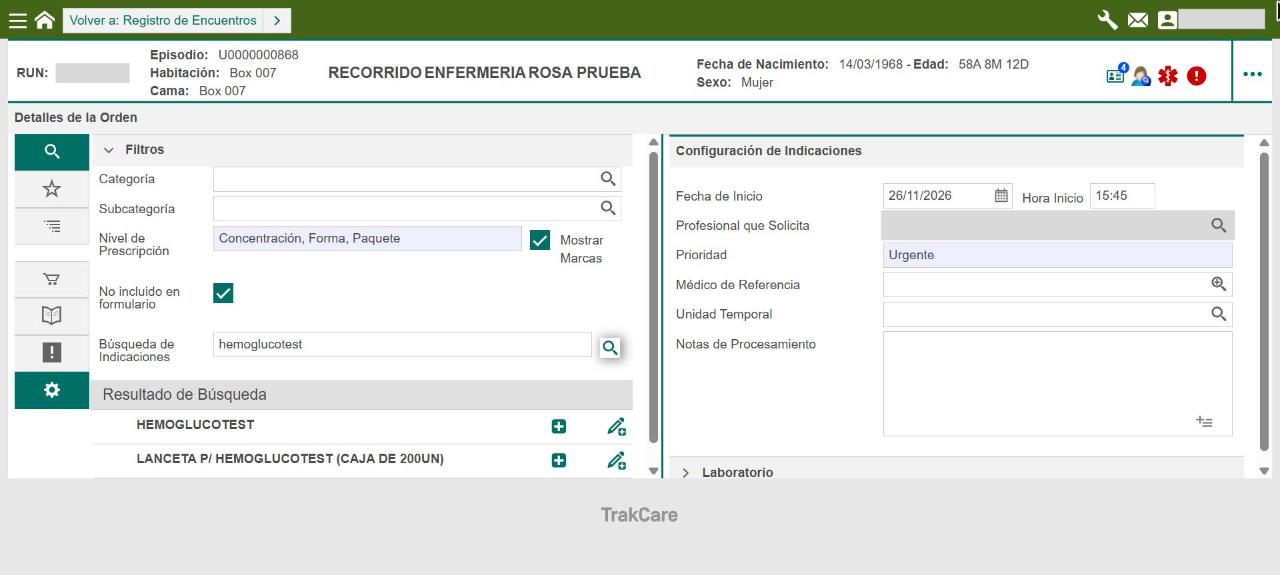 Volver a: Registro de Encuentros
RUN:
Episodio: U0000000868
Habitación: Box 007
Cama: Box 007
RECORRIDO ENFERMERIA ROSA PRUEBA
Fecha de Nacimiento: 14/03/1968 - Edad: 58A 8M 12D
Sexo: Mujer
4
Detalles de la Orden
Filtros
Categoría
Subcategoría
Nivel de Prescripción
Concentración, Forma, Paquete
Mostrar Marcas
No incluido en formulario
Búsqueda de Indicaciones
hemoglucotest
Resultado de Búsqueda
HEMOGLUCOTEST
LANCETA P/ HEMOGLUCOTEST (CAJA DE 200UN)
Configuración de Indicaciones
Fecha de Inicio 26/11/2026 Hora Inicio 15:45
Profesional que Solicita
Prioridad Urgente
Médico de Referencia
Unidad Temporal
Notas de Procesamiento
Laboratorio
TrakCare